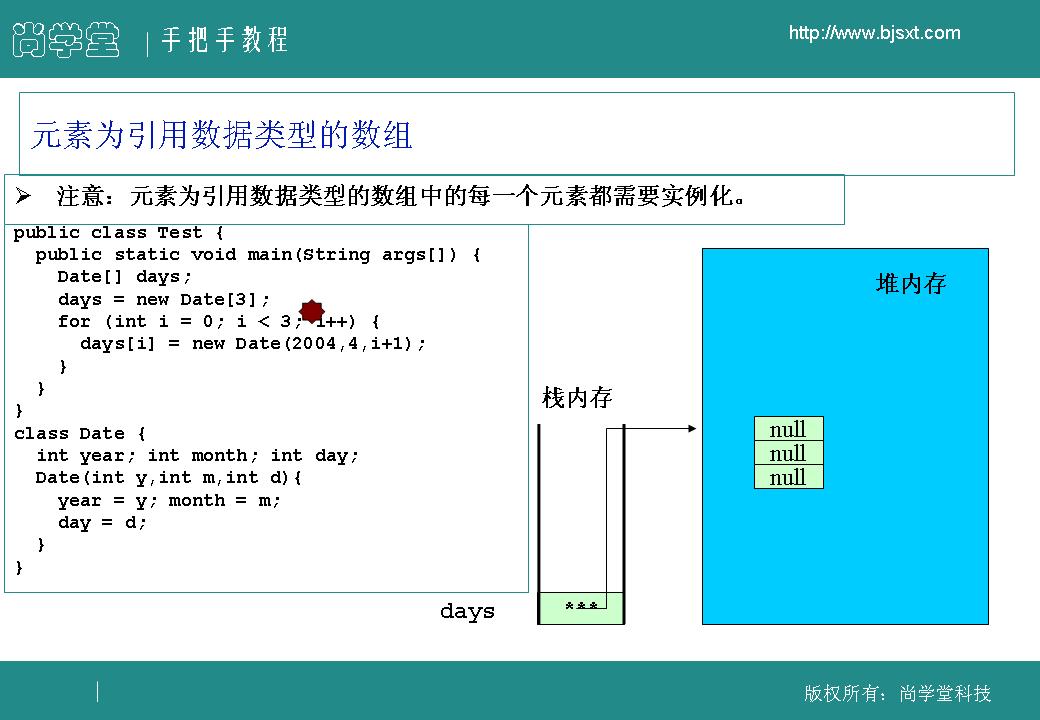 尚学堂 手把手教程
http://www.bjsxt.com
元素为引用数据类型的数组
注意：元素为引用数据类型的数组中的每一个元素都需要实例化。
public class Test {
public static void main(String args[]) {
Date[] days;
days = new Date[3];
for (int i = 0; i < 3; i++) {
days[i] = new Date(2004,4,i+1);
}
}
}
class Date {
int year; int month; int day;
Date(int y,int m,int d){
year = y; month = m;
day = d;
}
}
栈内存
days
***
堆内存
null
null
null
版权所有：尚学堂科技